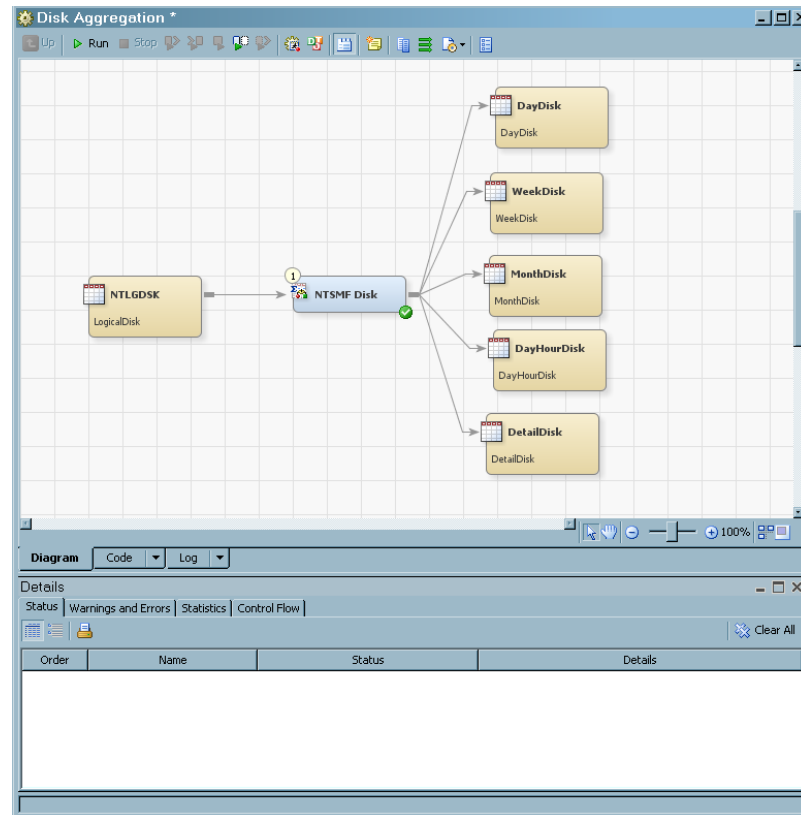 Disk Aggregation *
Up Run Stop
DayDisk
DayDisk
WeekDisk
WeekDisk
NTLGDSK
LogicalDisk
1
NTSMF Disk
MonthDisk
MonthDisk
DayHourDisk
DayHourDisk
DetailDisk
DetailDisk
100%
Diagram Code Log
Details
Status Warnings and Errors Statistics Control Flow
Clear All
Order Name Status Details